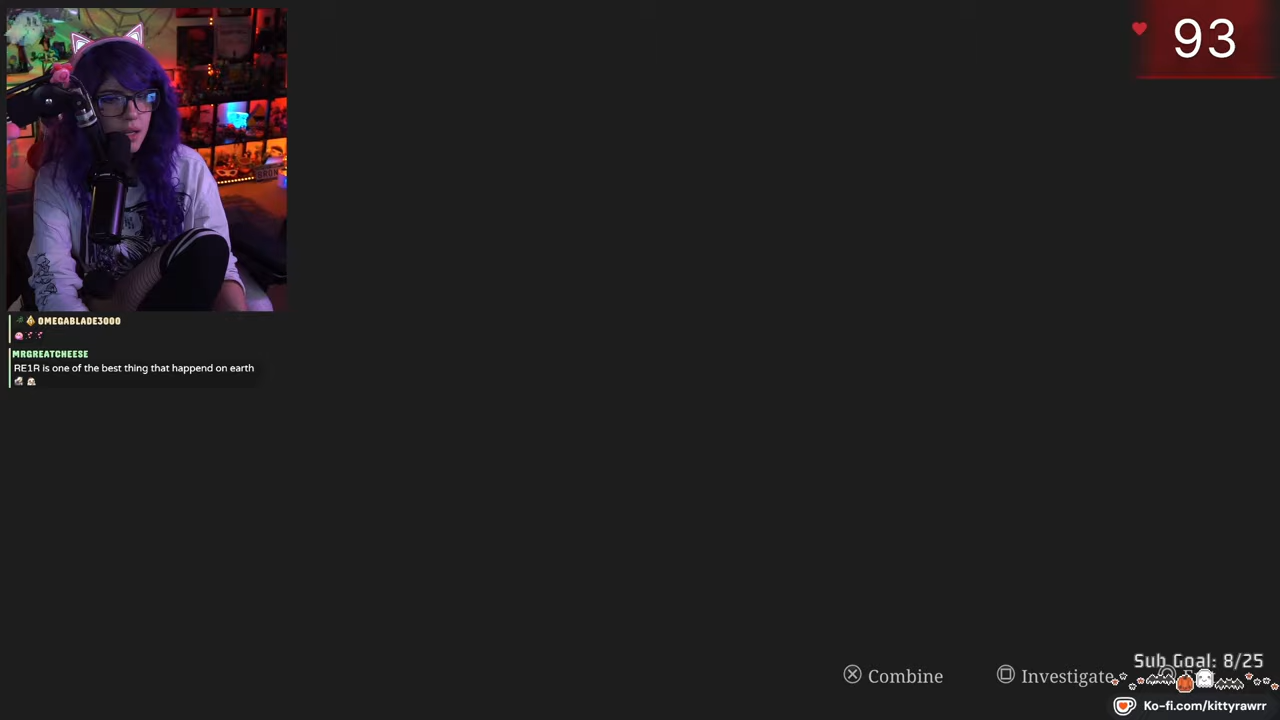 93
OMEGABLADE3000
MRGREATCHEESE
RE1R is one of the best thing that happend on earth
Combine
Investigate
Sub Goal: 8/25
Ko-fi.com/kittyrawrr